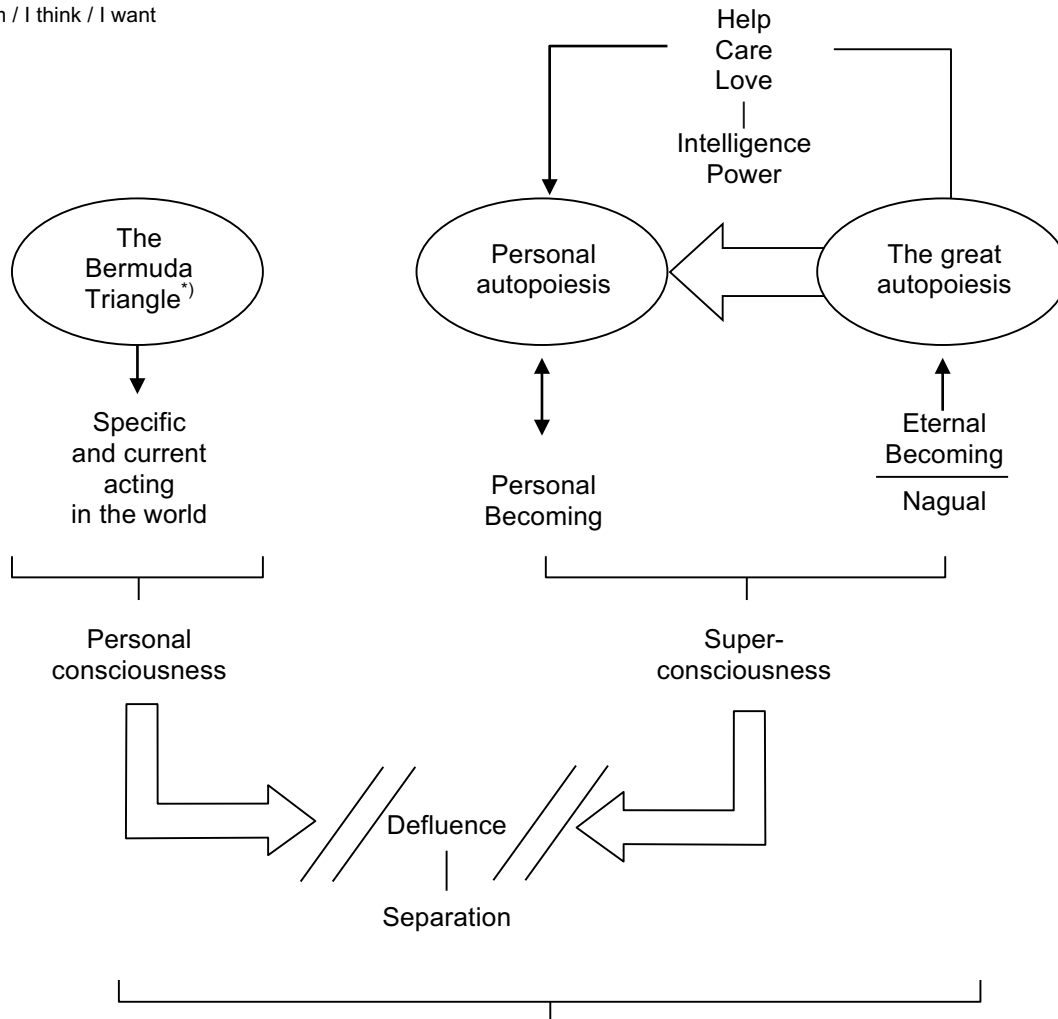 / I think / I want
Help
Care
Love
Intelligence
Power
The
Bermuda
Triangle*)
Personal
autopoiesis
The great
autopoiesis
Specific
and current
acting
in the world
Personal
Becoming
Eternal
Becoming
Nagual
Personal
consciousness
Super-
consciousness
Defluence
Separation